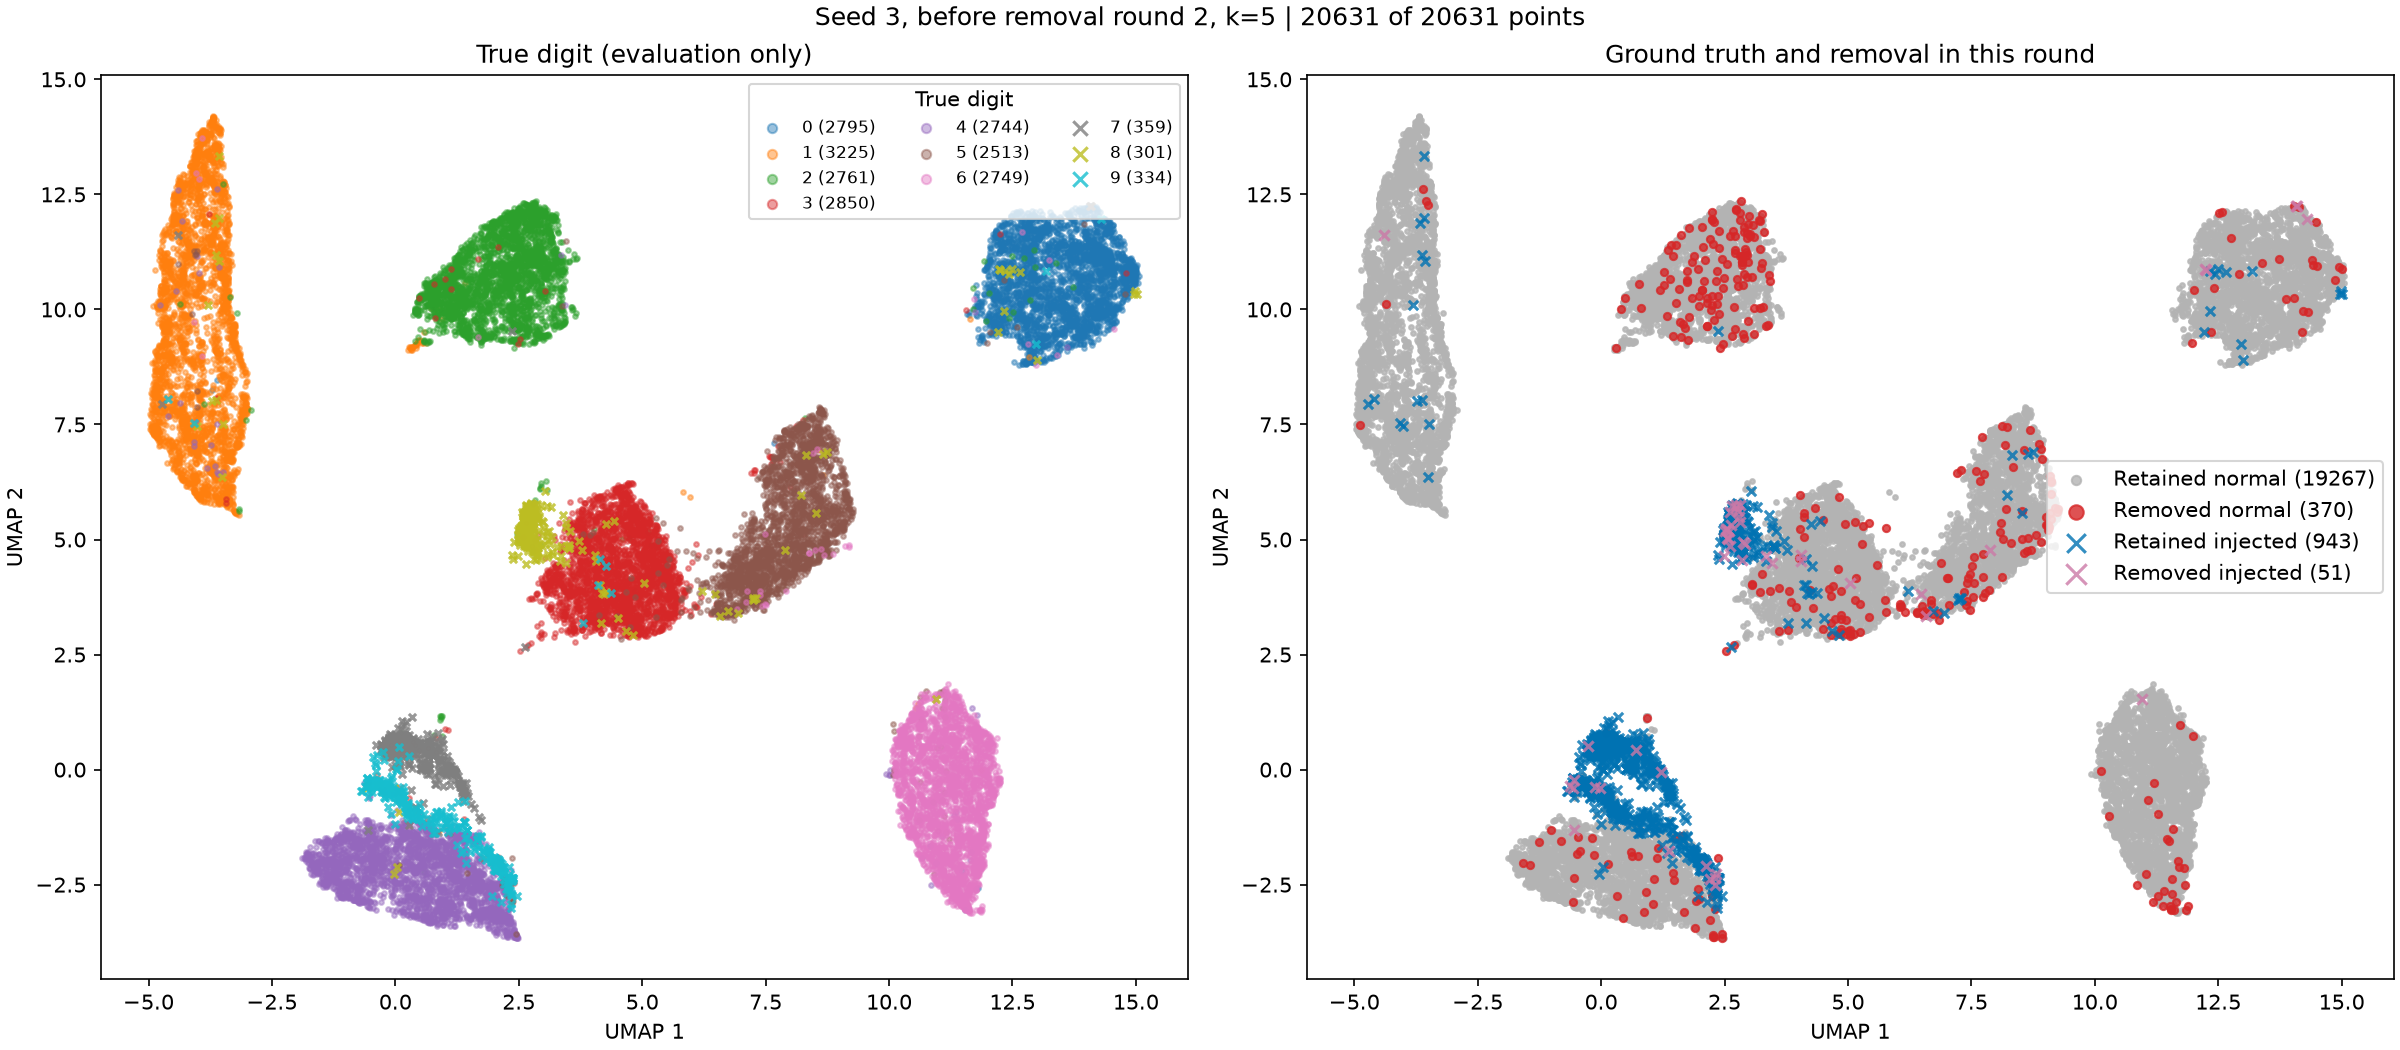 Seed 3, before removal round 2, k=5 | 20631 of 20631 points
True digit (evaluation only)
True digit
0 (2795)
1 (3225)
2 (2761)
3 (2850)
4 (2744)
5 (2513)
6 (2749)
7 (359)
8 (301)
9 (334)
15.0
12.5
10.0
7.5
5.0
2.5
0.0
−2.5
UMAP 2
−5.0 −2.5 0.0 2.5 5.0 7.5 10.0 12.5 15.0
UMAP 1
Ground truth and removal in this round
Retained normal (19267)
Removed normal (370)
Retained injected (943)
Removed injected (51)
15.0
12.5
10.0
7.5
5.0
2.5
0.0
−2.5
UMAP 2
−5.0 −2.5 0.0 2.5 5.0 7.5 10.0 12.5 15.0
UMAP 1